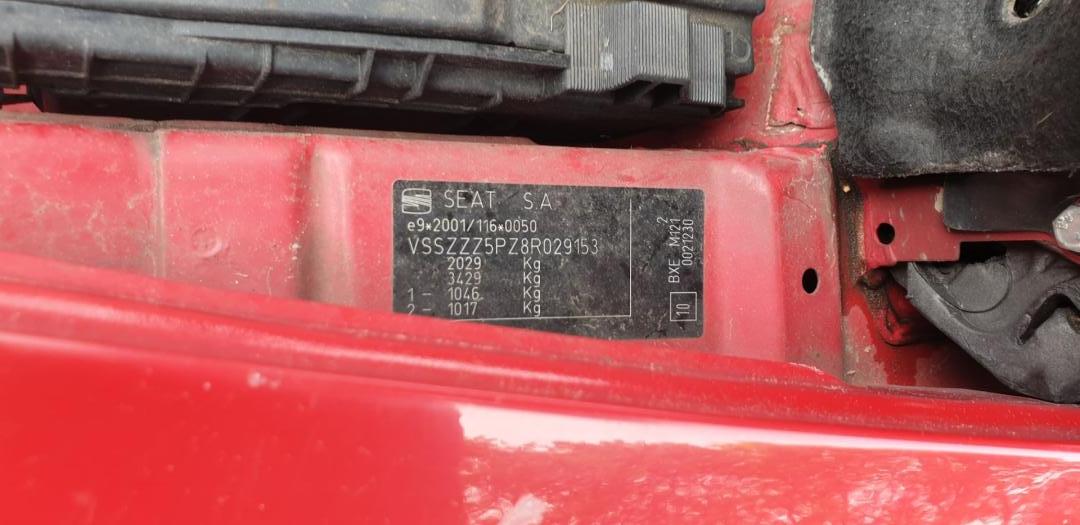 SEAT S.A
e9*2001/116*0050
VSSZZZ5PZ8R029153
2029 Kg
3429 Kg
1 - 1046 Kg
2 - 1017 Kg
BXE M121 2
0021230
10